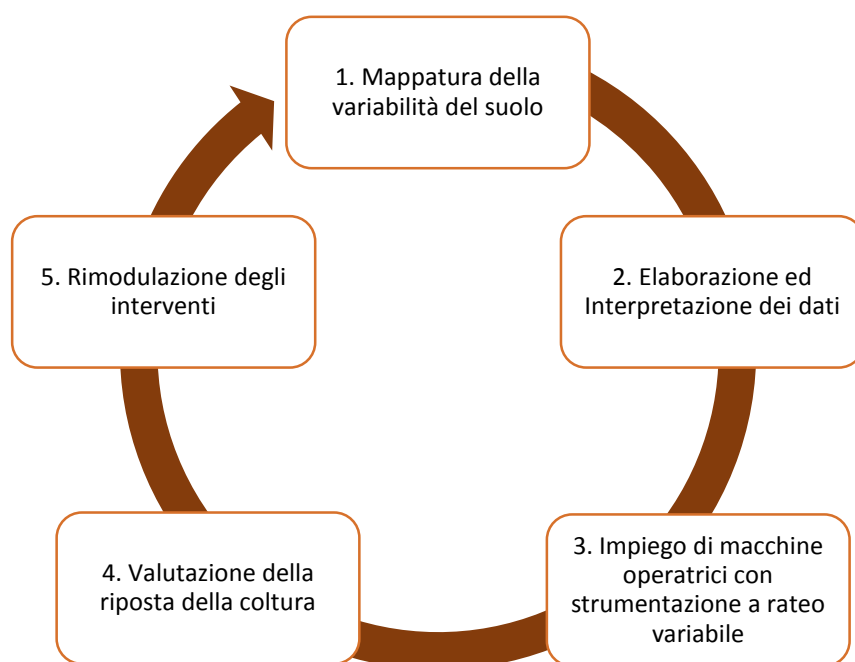 1. Mappatura della
variabilità del suolo
2. Elaborazione ed
Interpretazione dei dati
3. Impiego di macchine
operatrici con
strumentazione a rateo
variabile
4. Valutazione della
riposta della coltura
5. Rimodulazione degli
interventi